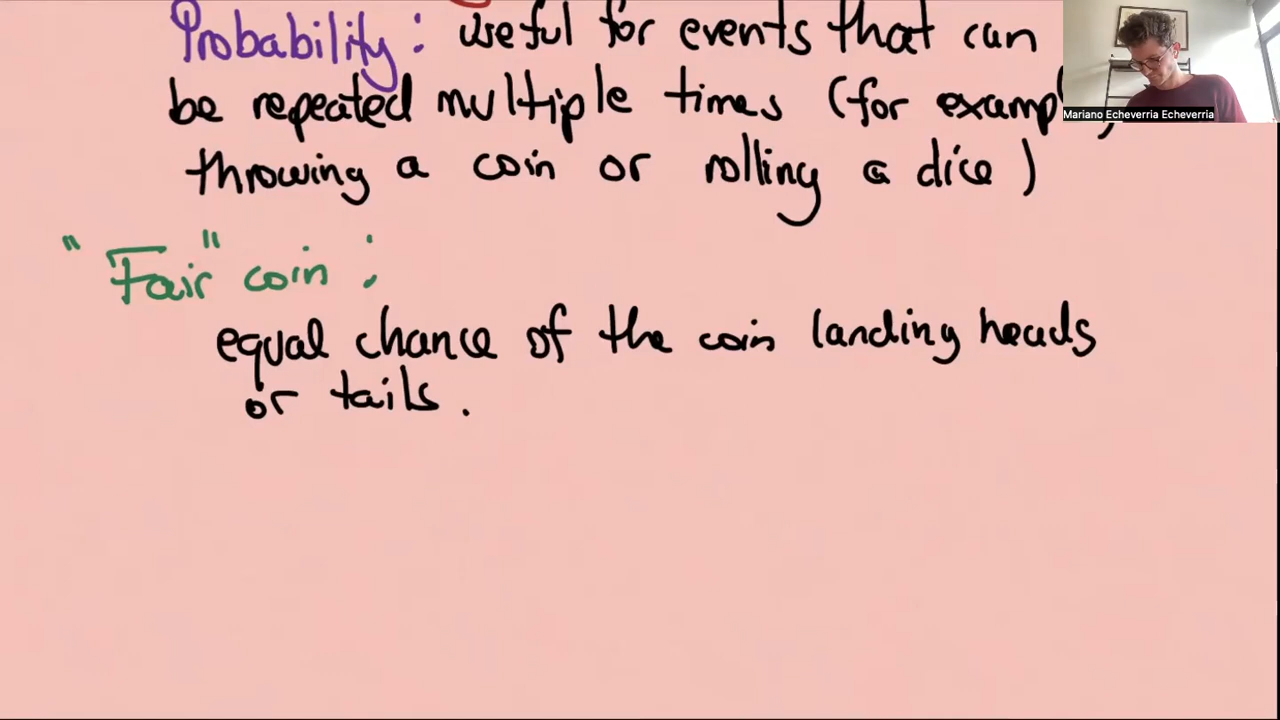 Probability: useful for events that can
Mariano Echeverria Echeverria
be repeated multiple times (for exampl
throwing a coin or rolling a dice)
"Fair" coin:
equal chance of the coin landing heads
or tails.